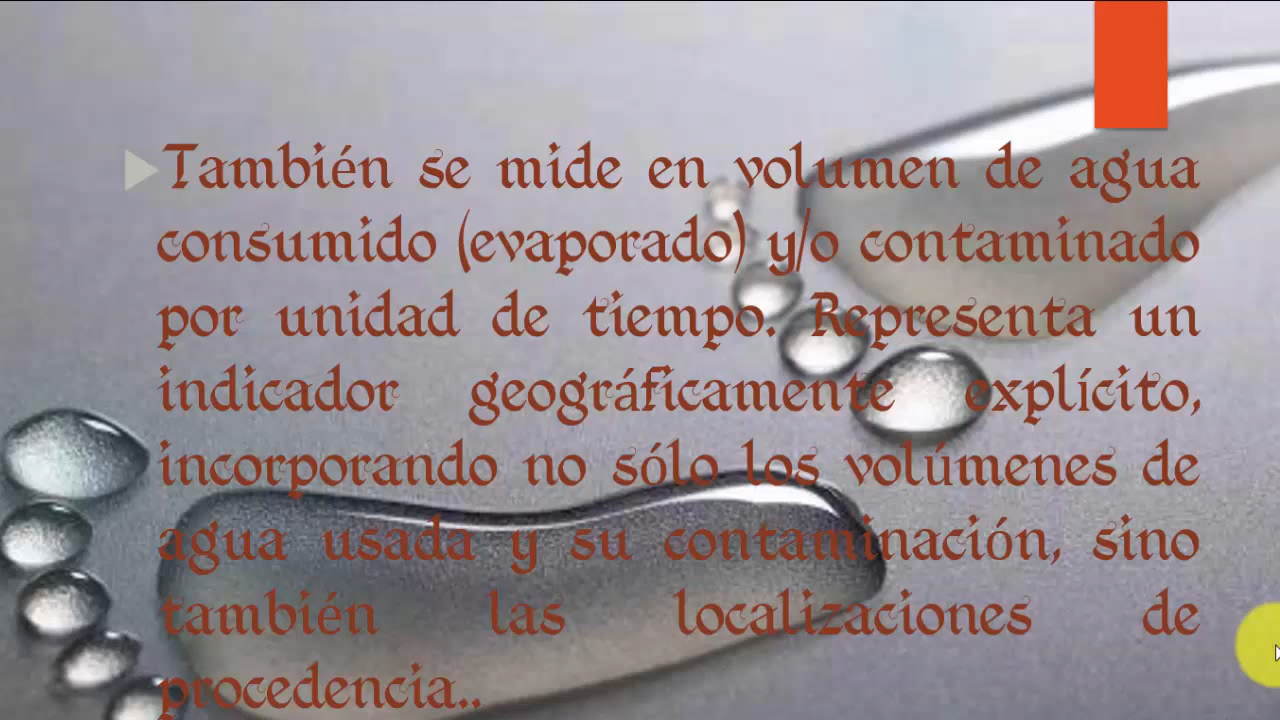 También se mide en volumen de agua
consumido (evaporado) y/o contaminado
por unidad de tiempo. Representa un
indicador geográficamente explícito,
incorporando no sólo los volúmenes de
agua usada y su contaminación, sino
también las localizaciones de
procedencia..